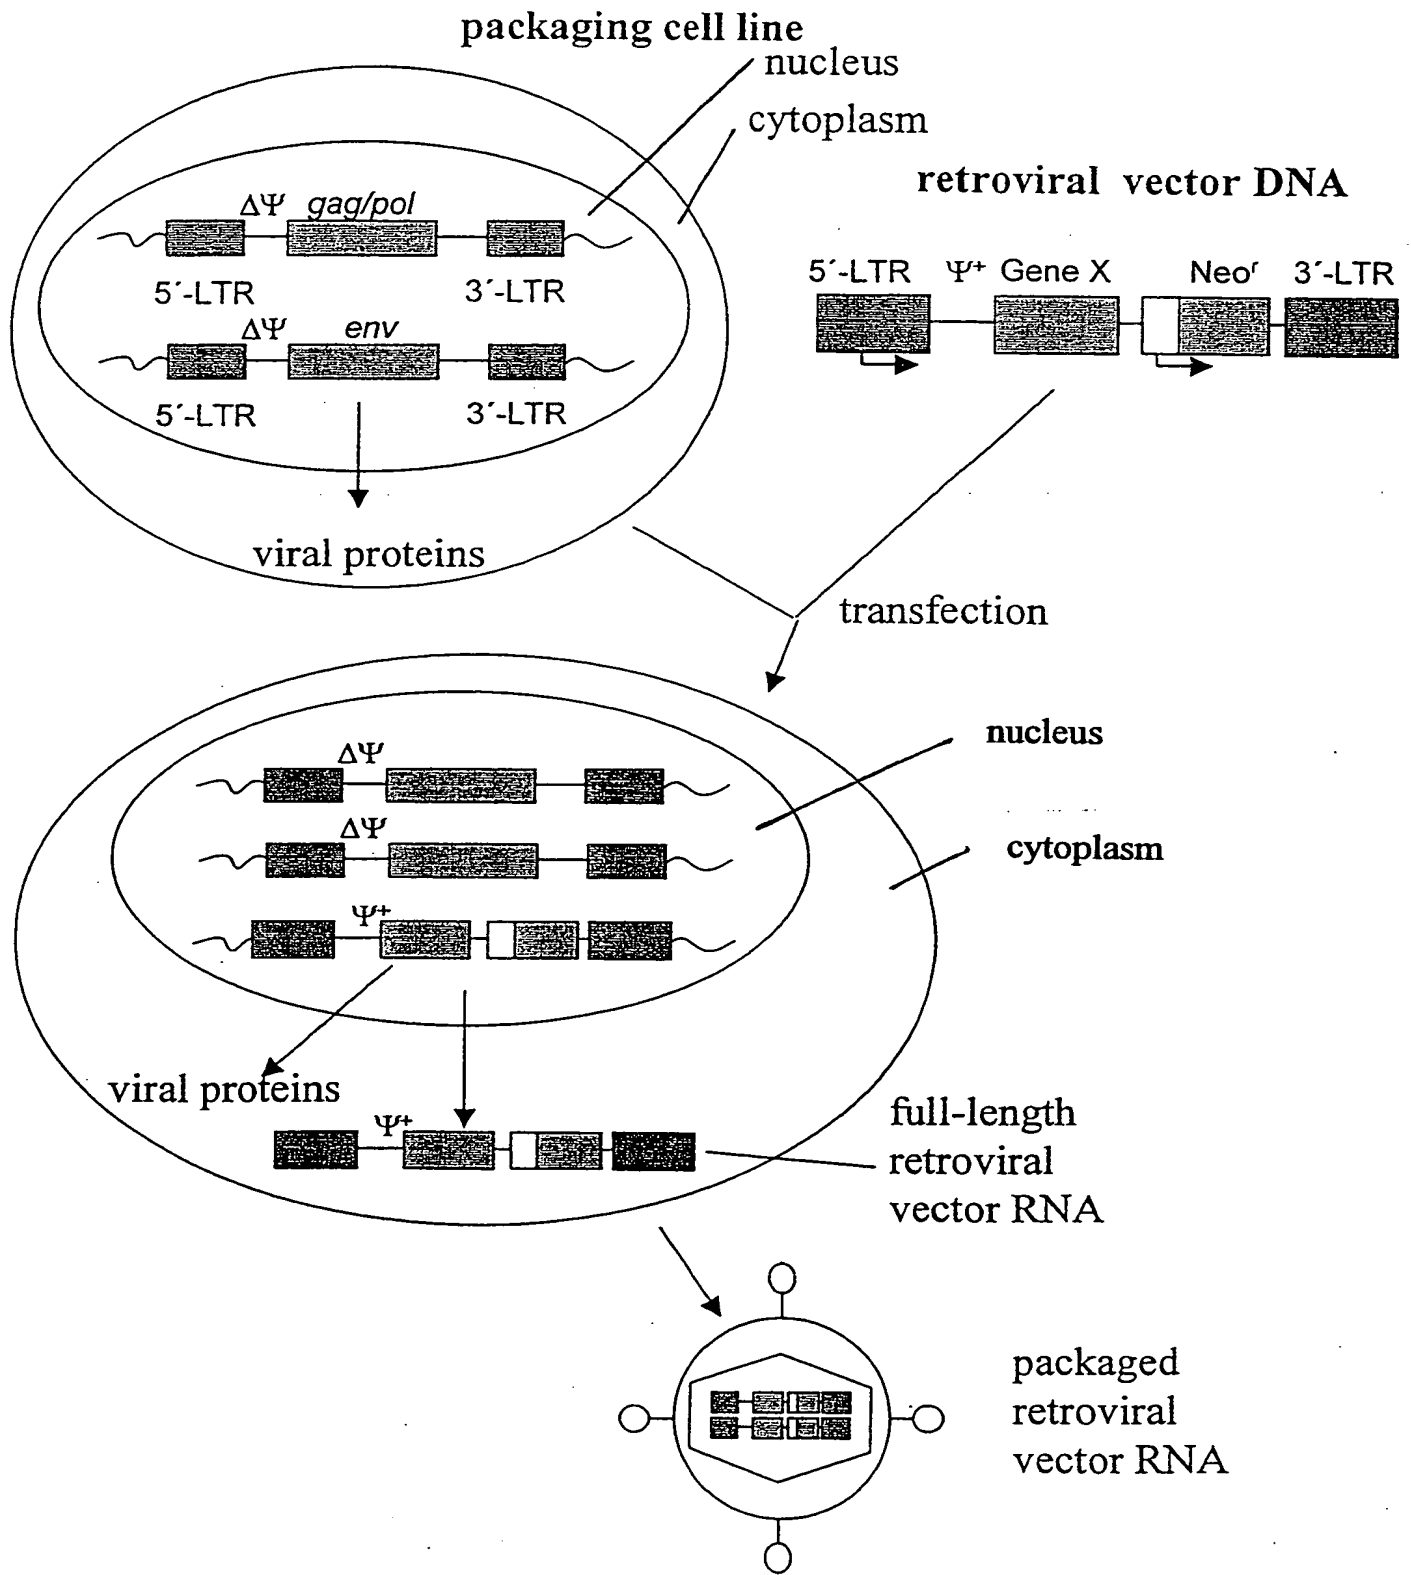 packaging cell line
nucleus
cytoplasm
retroviral vector DNA
ΔΨ gag/pol
5´-LTR 3´-LTR
ΔΨ env
5´-LTR 3´-LTR
viral proteins
5´-LTR Ψ⁺ Gene X Neoʳ 3´-LTR
transfection
nucleus
cytoplasm
ΔΨ
ΔΨ
Ψ⁺
viral proteins
Ψ⁺
full-length
retroviral
vector RNA
packaged
retroviral
vector RNA